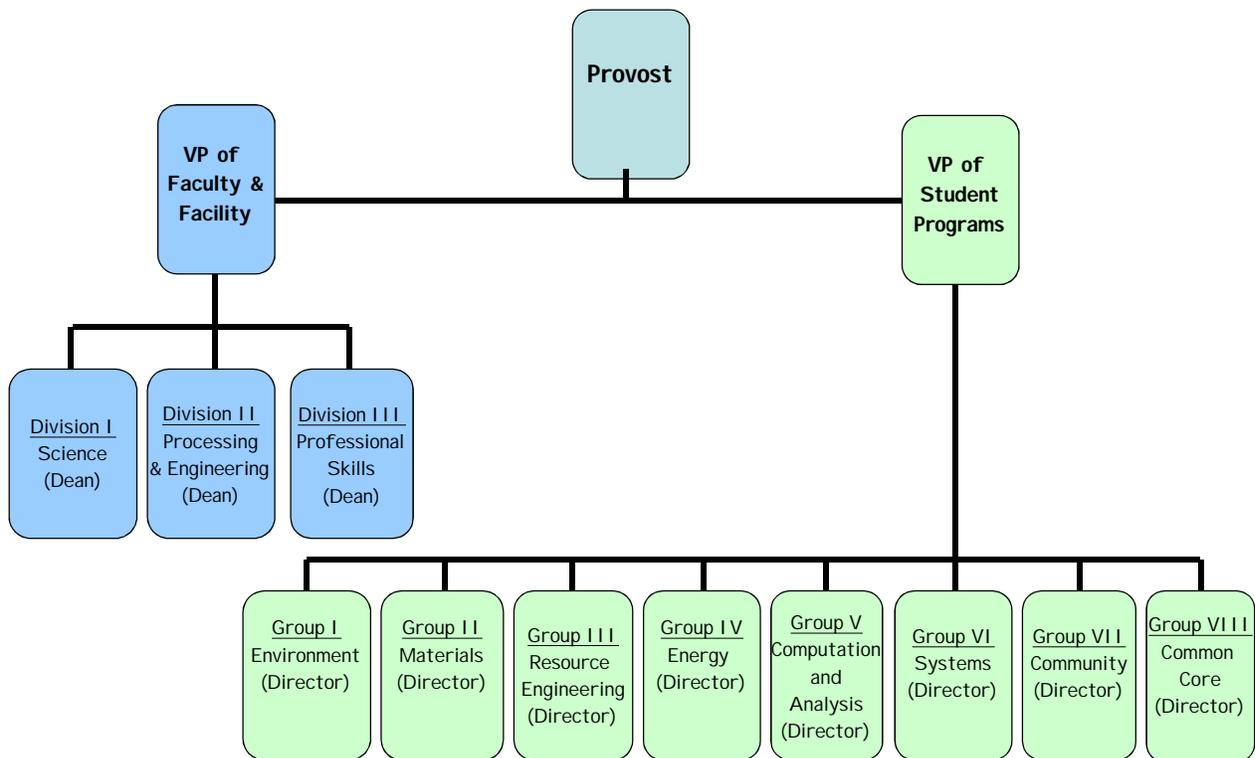 Provost
VP of
Faculty &
Facility
VP of
Student
Programs
Division I
Science
(Dean)
Division II
Processing
& Engineering
(Dean)
Division III
Professional
Skills
(Dean)
Group I
Environment
(Director)
Group II
Materials
(Director)
Group III
Resource
Engineering
(Director)
Group IV
Energy
(Director)
Group V
Computation
and
Analysis
(Director)
Group VI
Systems
(Director)
Group VII
Community
(Director)
Group VIII
Common
Core
(Director)